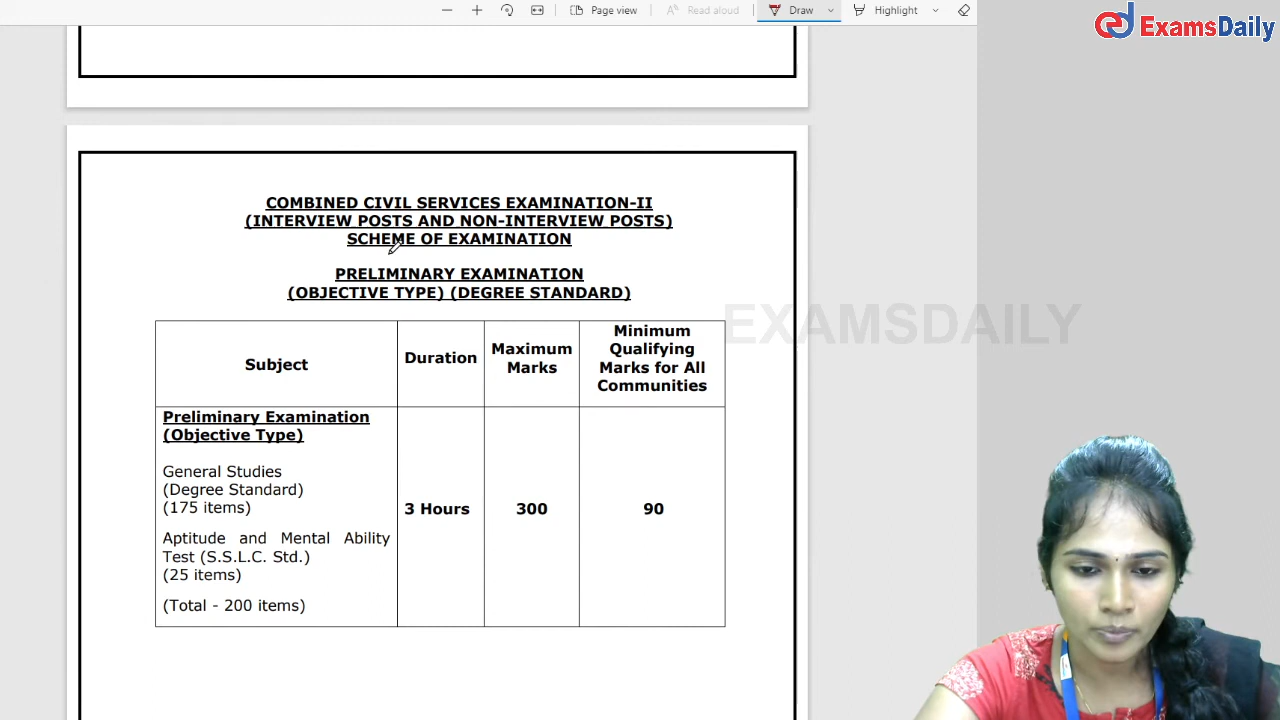 Page view
Read aloud
Draw
Highlight
ExamsDaily
COMBINED CIVIL SERVICES EXAMINATION-II
(INTERVIEW POSTS AND NON-INTERVIEW POSTS)
SCHEME OF EXAMINATION
PRELIMINARY EXAMINATION
(OBJECTIVE TYPE) (DEGREE STANDARD)
EXAMSDAILY
Subject
Duration
Maximum
Marks
Minimum
Qualifying
Marks for All
Communities
Preliminary Examination
(Objective Type)
General Studies
(Degree Standard)
(175 items)
Aptitude and Mental Ability
Test (S.S.L.C. Std.)
(25 items)
(Total - 200 items)
3 Hours
300
90